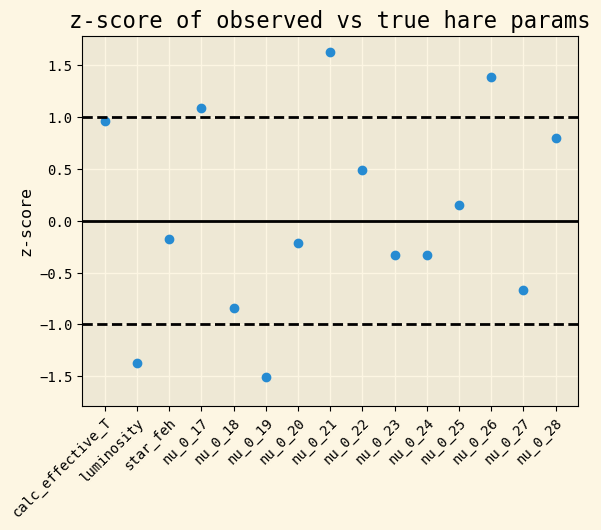 z-score of observed vs true hare params
z-score
1.5
1.0
0.5
0.0
−0.5
−1.0
−1.5
calc_effective_T
luminosity
star_feh
nu_0_17
nu_0_18
nu_0_19
nu_0_20
nu_0_21
nu_0_22
nu_0_23
nu_0_24
nu_0_25
nu_0_26
nu_0_27
nu_0_28